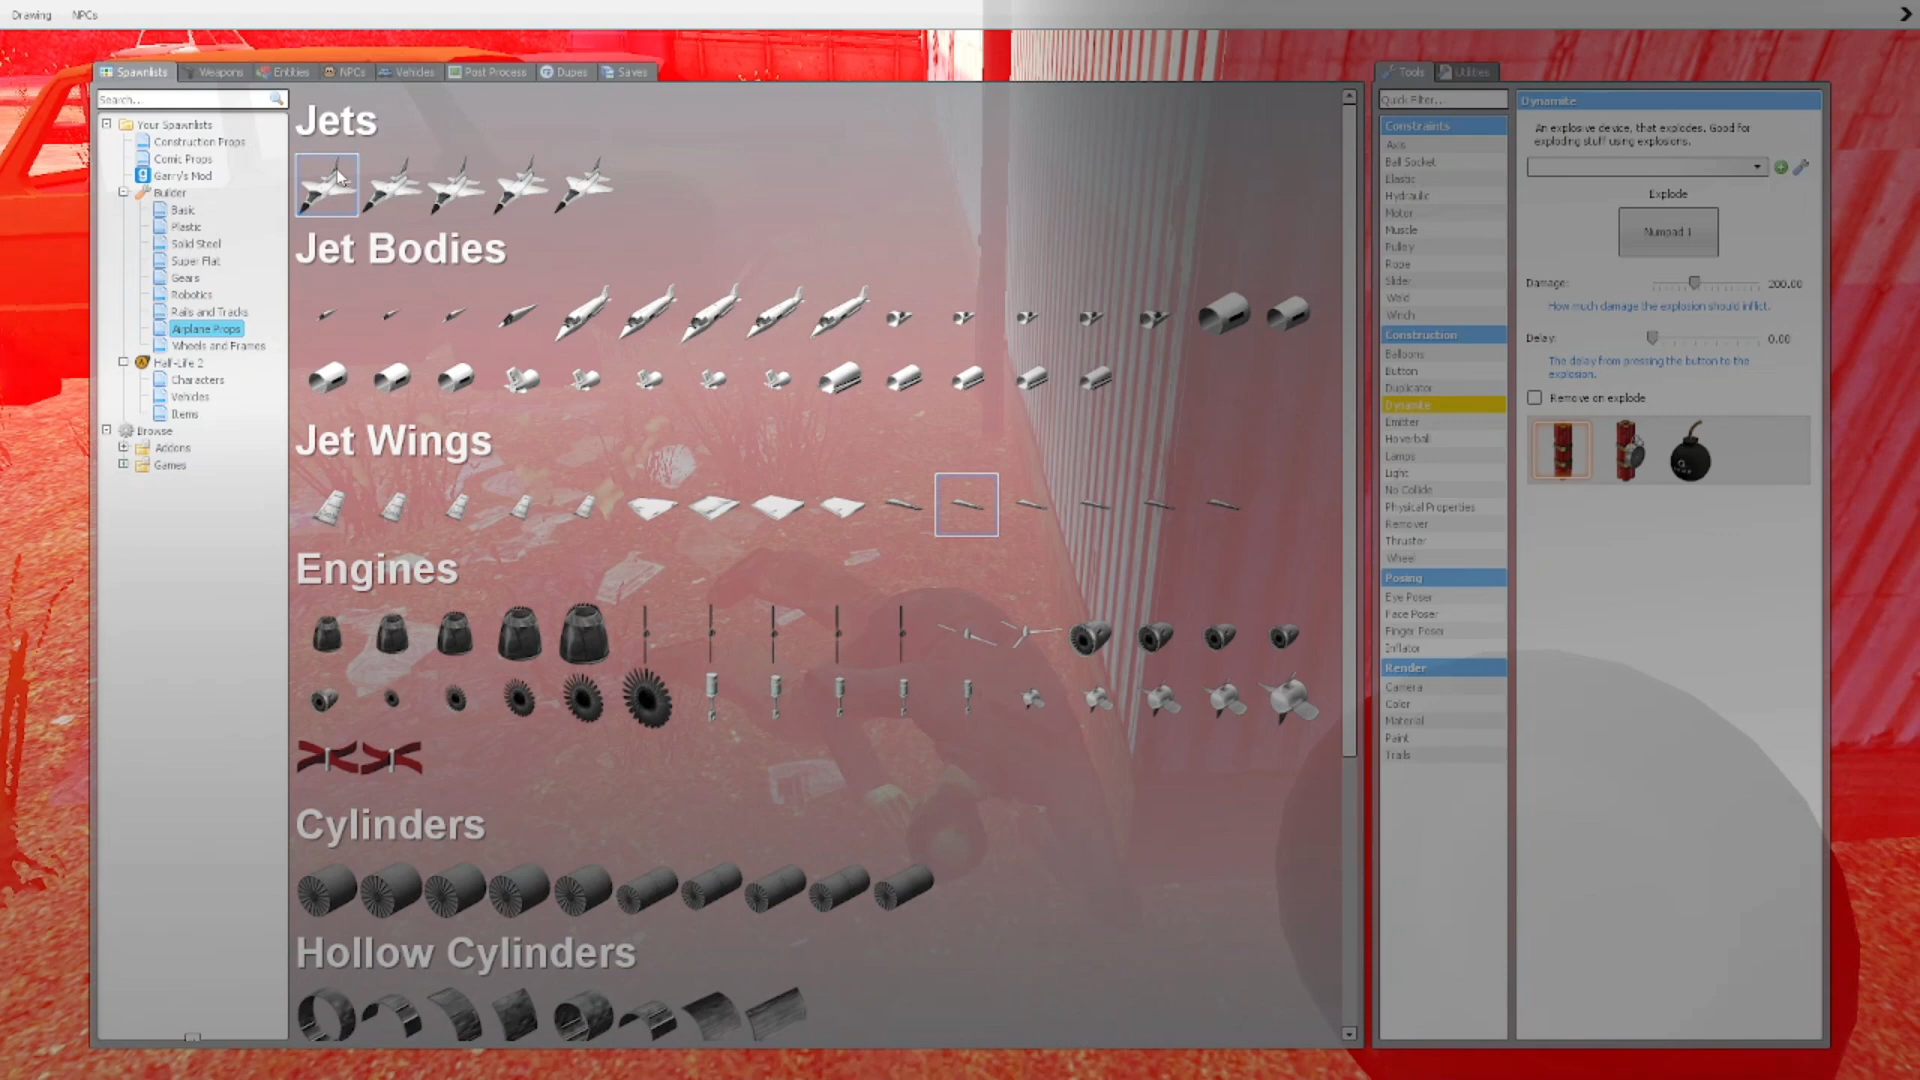 Drawing NPCs
Spawnlists Weapons Entities NPCs Vehicles Post Process Dupes Saves
Search...
Your Spawnlists
Construction Props
Comic Props
Garry's Mod
Builder
Basic
Plastic
Solid Steel
Super Flat
Gears
Robotics
Rails and Tracks
Airplane Props
Wheels and Frames
Half-Life 2
Characters
Vehicles
Items
Browse
Addons
Games
Jets
Jet Bodies
Jet Wings
Engines
Cylinders
Hollow Cylinders
Tools Utilities
Quick Filter...
Constraints
Axis
Ball Socket
Elastic
Hydraulic
Motor
Muscle
Pulley
Rope
Slider
Weld
Winch
Construction
Balloons
Button
Duplicator
Dynamite
Emitter
Hoverball
Lamps
Light
No Collide
Physical Properties
Remover
Thruster
Wheel
Posing
Eye Poser
Face Poser
Finger Poser
Inflator
Render
Camera
Color
Material
Paint
Trails
Dynamite
An explosive device, that explodes. Good for
exploding stuff using explosions.
Explode
Numpad 1
Damage: 200.00
How much damage the explosion should inflict.
Delay: 0.00
The delay from pressing the button to the
explosion.
Remove on explode